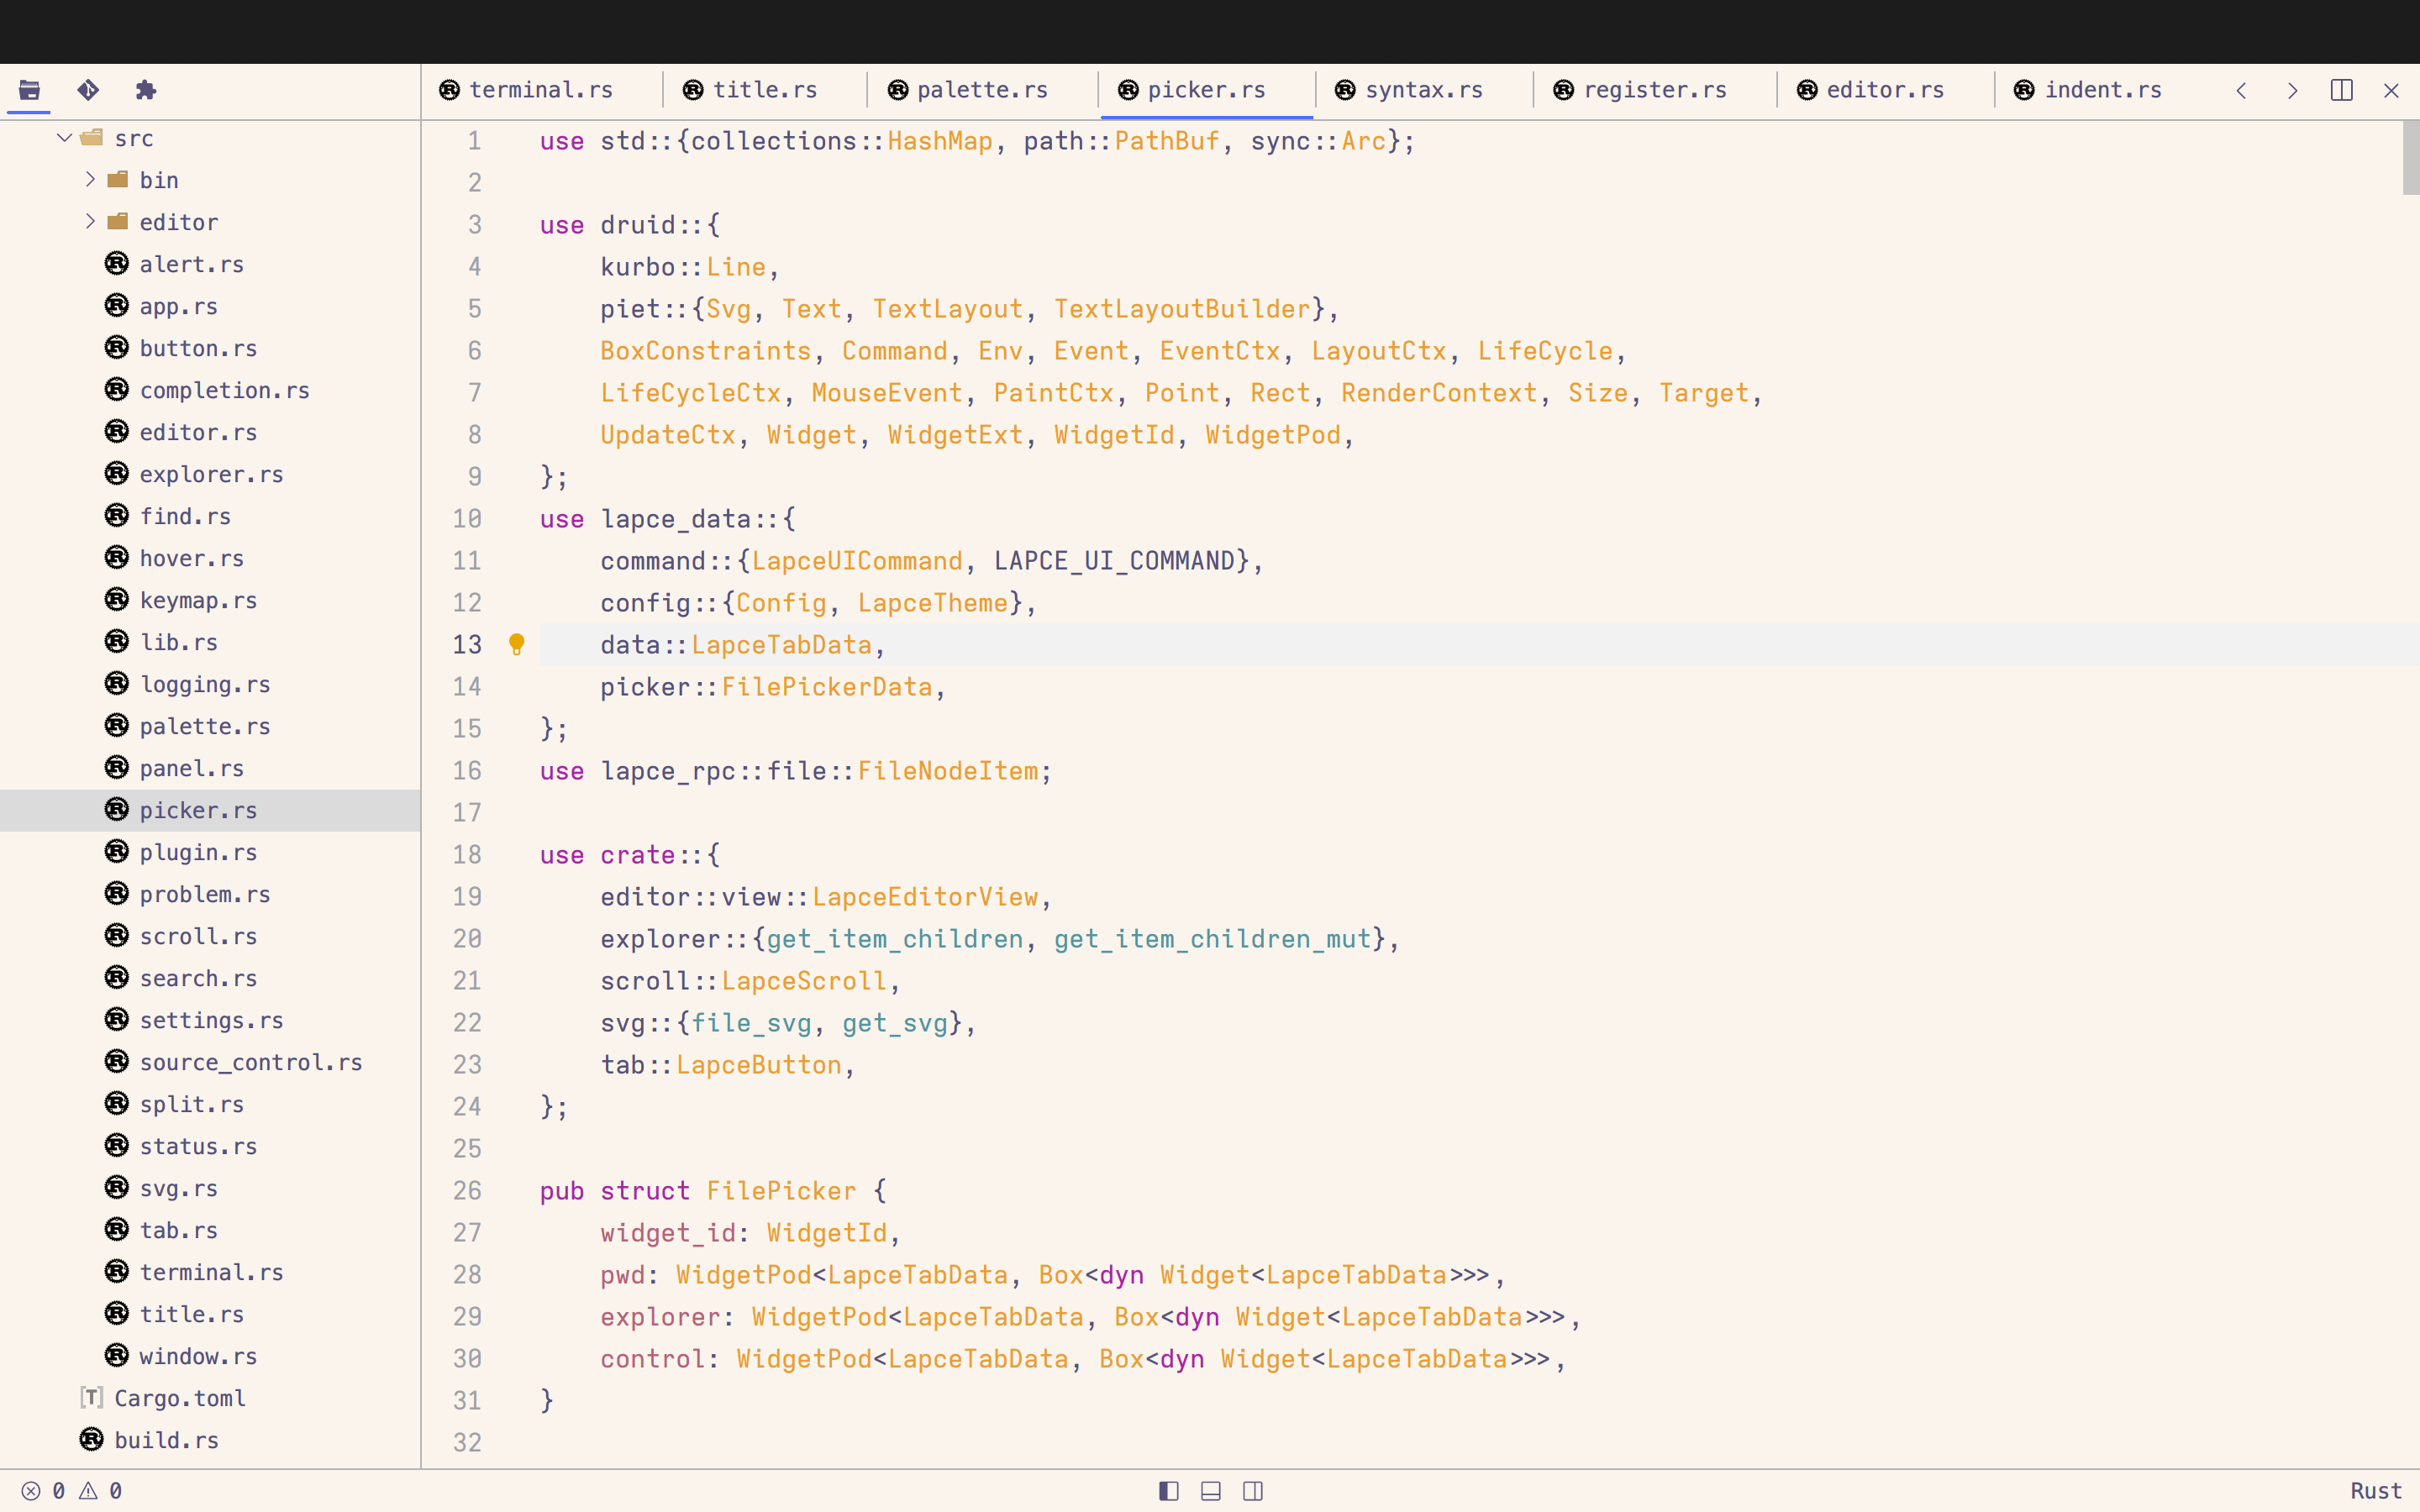 terminal.rs title.rs palette.rs picker.rs syntax.rs register.rs editor.rs indent.rs
src
bin
editor
alert.rs
app.rs
button.rs
completion.rs
editor.rs
explorer.rs
find.rs
hover.rs
keymap.rs
lib.rs
logging.rs
palette.rs
panel.rs
picker.rs
plugin.rs
problem.rs
scroll.rs
search.rs
settings.rs
source_control.rs
split.rs
status.rs
svg.rs
tab.rs
terminal.rs
title.rs
window.rs
[T] Cargo.toml
build.rs
1 use std::{collections::HashMap, path::PathBuf, sync::Arc};
2
3 use druid::{
4     kurbo::Line,
5     piet::{Svg, Text, TextLayout, TextLayoutBuilder},
6     BoxConstraints, Command, Env, Event, EventCtx, LayoutCtx, LifeCycle,
7     LifeCycleCtx, MouseEvent, PaintCtx, Point, Rect, RenderContext, Size, Target,
8     UpdateCtx, Widget, WidgetExt, WidgetId, WidgetPod,
9 };
10 use lapce_data::{
11     command::{LapceUICommand, LAPCE_UI_COMMAND},
12     config::{Config, LapceTheme},
13     data::LapceTabData,
14     picker::FilePickerData,
15 };
16 use lapce_rpc::file::FileNodeItem;
17
18 use crate::{
19     editor::view::LapceEditorView,
20     explorer::{get_item_children, get_item_children_mut},
21     scroll::LapceScroll,
22     svg::{file_svg, get_svg},
23     tab::LapceButton,
24 };
25
26 pub struct FilePicker {
27     widget_id: WidgetId,
28     pwd: WidgetPod<LapceTabData, Box<dyn Widget<LapceTabData>>>,
29     explorer: WidgetPod<LapceTabData, Box<dyn Widget<LapceTabData>>>,
30     control: WidgetPod<LapceTabData, Box<dyn Widget<LapceTabData>>>,
31 }
32
0 0 Rust